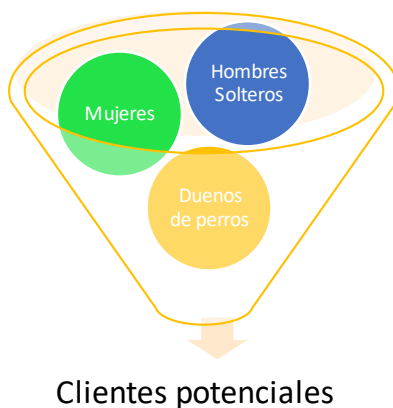 Hombres
Solteros
Mujeres
Duenos
de perros
Clientes potenciales